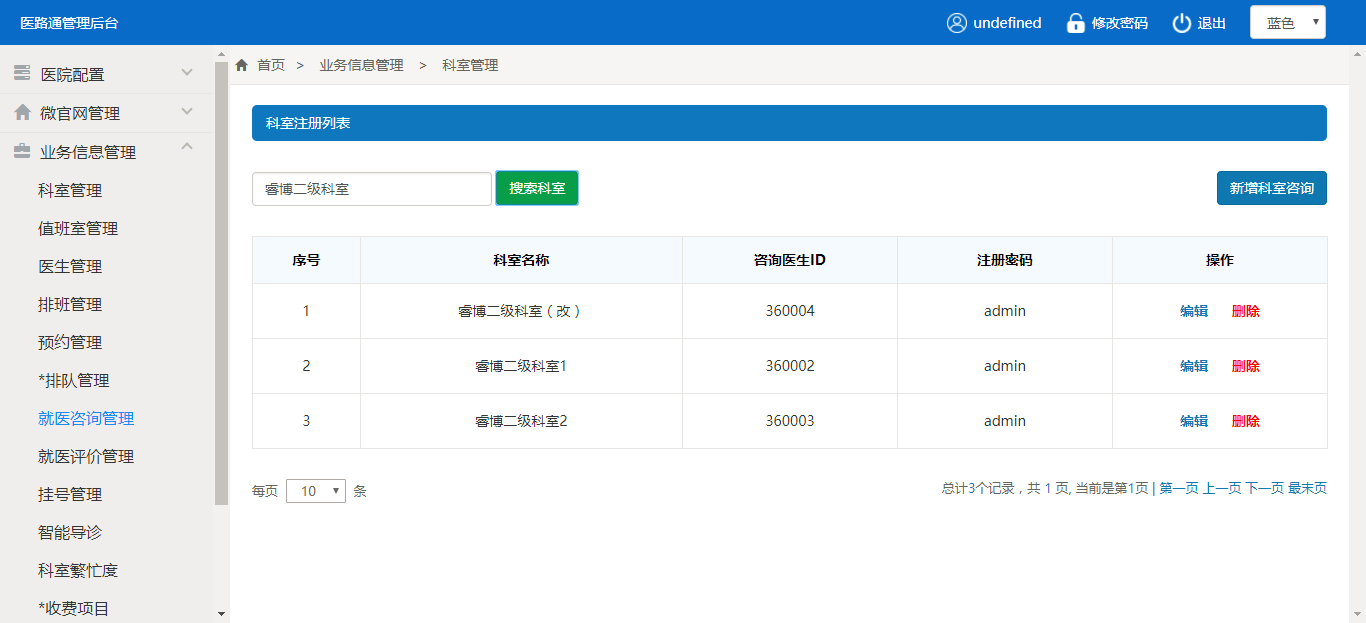 医路通管理后台
undefined 修改密码 退出 蓝色
医院配置
微官网管理
业务信息管理
科室管理
值班室管理
医生管理
排班管理
预约管理
*排队管理
就医咨询管理
就医评价管理
挂号管理
智能导诊
科室繁忙度
*收费项目
首页 > 业务信息管理 > 科室管理
科室注册列表
睿博二级科室 搜索科室 新增科室咨询
序号 科室名称 咨询医生ID 注册密码 操作
1 睿博二级科室（改） 360004 admin 编辑 删除
2 睿博二级科室1 360002 admin 编辑 删除
3 睿博二级科室2 360003 admin 编辑 删除
每页 10 条
总计3个记录，共 1 页, 当前是第1页 | 第一页 上一页 下一页 最末页